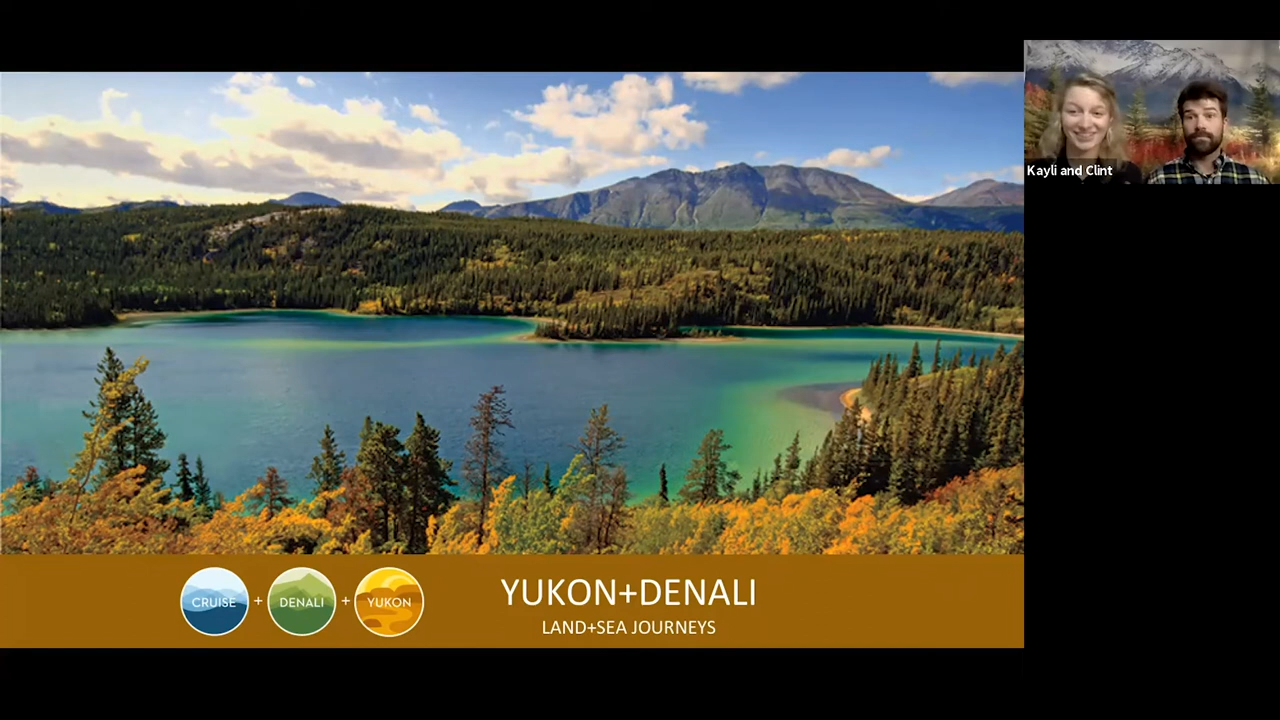 Kayli and Clint
CRUISE + DENALI + YUKON
YUKON+DENALI
LAND+SEA JOURNEYS